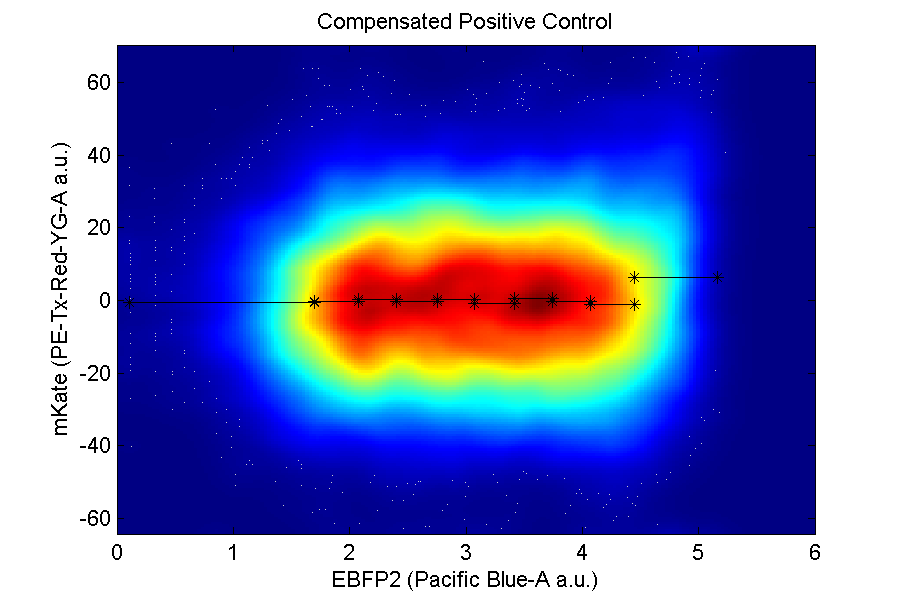 Compensated Positive Control
mKate (PE-Tx-Red-YG-A a.u.)
60
40
20
0
-20
-40
-60
0 1 2 3 4 5 6
EBFP2 (Pacific Blue-A a.u.)